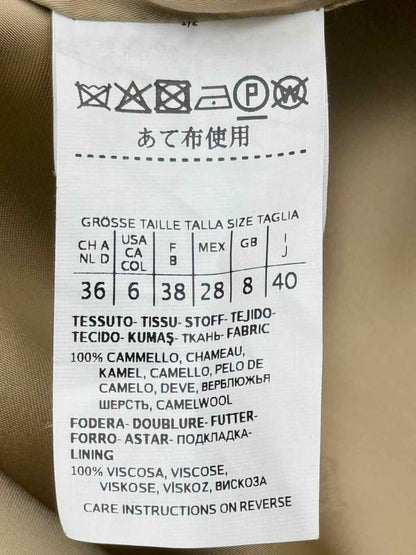 1/2
P W
あて布使用
GRÖSSE TAILLE TALLA SIZE TAGLIA
CH A NL D USA CA COL F B MEX GB I J
36 6 38 28 8 40
TESSUTO- TISSU- STOFF- TEJIDO-
TECIDO- KUMAŞ- ТКАНЬ- FABRIC
100% CAMMELLO, CHAMEAU,
KAMEL, CAMELLO, PELO DE
CAMELO, DEVE, ВЕРБЛЮЖЬЯ
ШЕРСТЬ, CAMELWOOL
FODERA- DOUBLURE- FUTTER-
FORRO- ASTAR- ПОДКЛАДКА-
LINING
100% VISCOSA, VISCOSE,
VISKOSE, VİSKOZ, ВИСКОЗА
CARE INSTRUCTIONS ON REVERSE